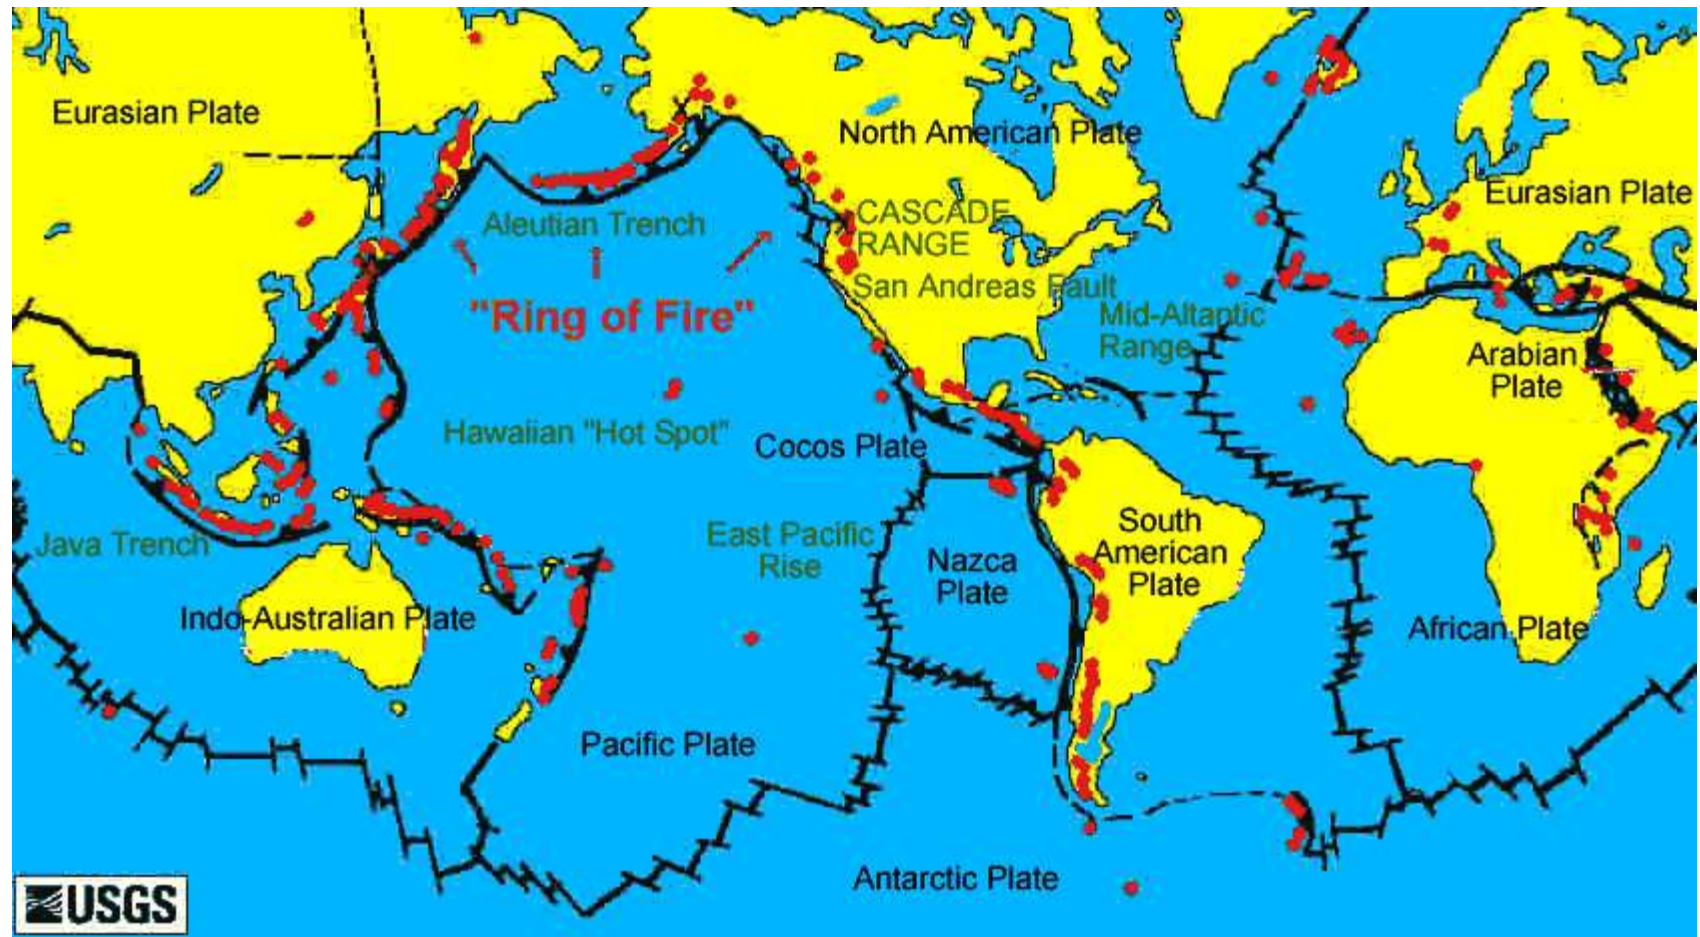 Eurasian Plate
North American Plate
Eurasian Plate
Aleutian Trench
CASCADE
RANGE
San Andreas Fault
"Ring of Fire"
Mid-Altantic
Range
Arabian
Plate
Hawaiian "Hot Spot"
Cocos Plate
Java Trench
East Pacific
Rise
Nazca
Plate
South
American
Plate
Indo-Australian Plate
African Plate
Pacific Plate
Antarctic Plate
USGS